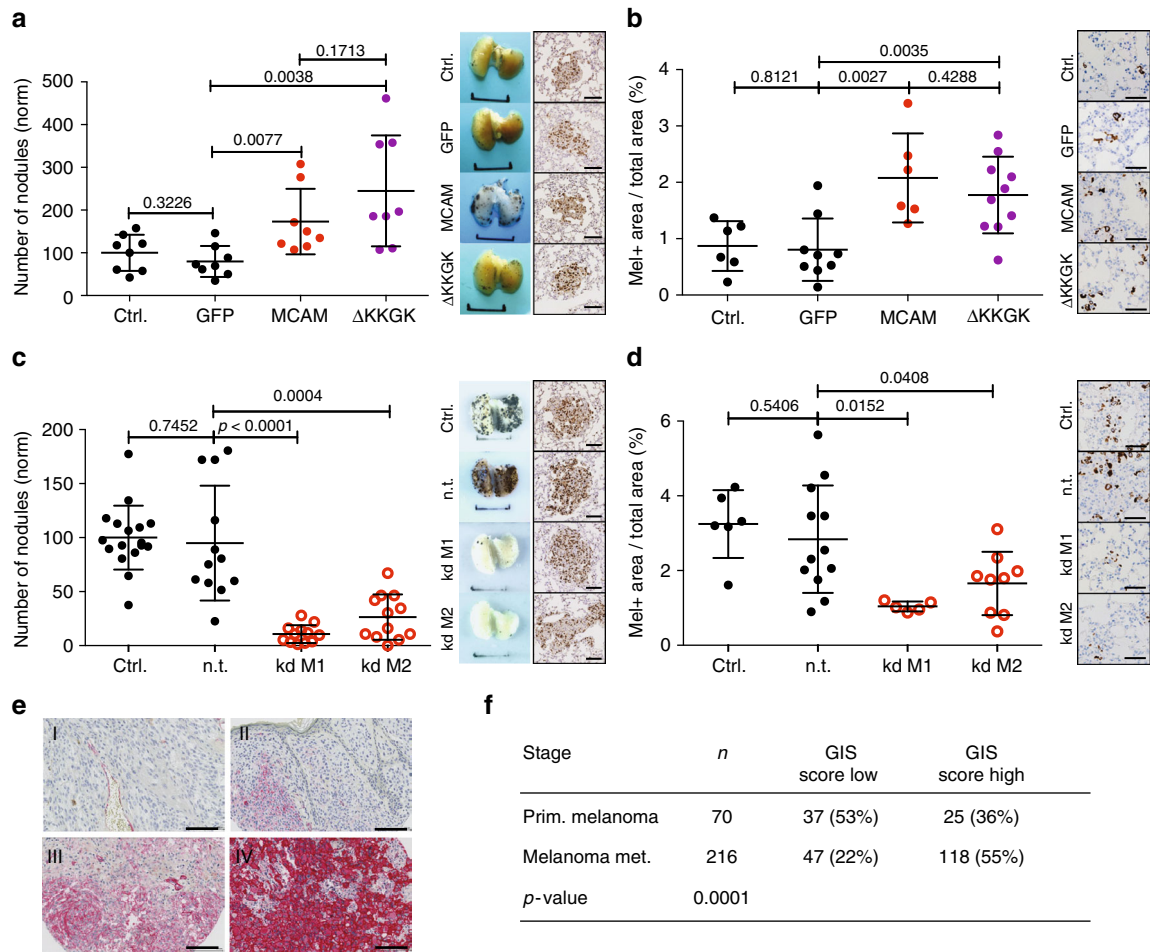 a
0.1713
0.0038
0.0077
0.3226
Number of nodules (norm)
500
400
300
200
100
0
Ctrl.
GFP
MCAM
ΔKKGK
Ctrl.
GFP
MCAM
ΔKKGK
b
0.0035
0.8121
0.0027
0.4288
Mel+ area / total area (%)
4
3
2
1
0
Ctrl.
GFP
MCAM
ΔKKGK
Ctrl.
GFP
MCAM
ΔKKGK
c
0.0004
0.7452
p < 0.0001
Number of nodules (norm)
200
150
100
50
0
Ctrl.
n.t.
kd M1
kd M2
Ctrl.
n.t.
kd M1
kd M2
d
0.0408
0.5406
0.0152
Mel+ area / total area (%)
6
4
2
0
Ctrl.
n.t.
kd M1
kd M2
Ctrl.
n.t.
kd M1
kd M2
e
I
II
III
IV
f
Stage n GIS score low GIS score high
Prim. melanoma 70 37 (53%) 25 (36%)
Melanoma met. 216 47 (22%) 118 (55%)
p-value 0.0001